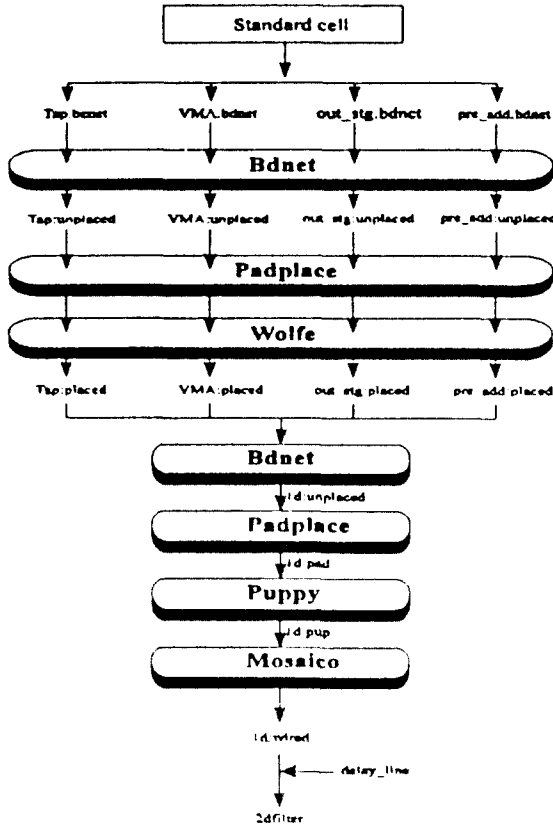 Standard cell
Tap.bdnet VMA.bdnet out_stg.bdnet pre_add.bdnet
Bdnet
Tap:unplaced VMA:unplaced out_stg:unplaced pre_add:unplaced
Padplace
Wolfe
Tap:placed VMA:placed out_stg:placed pre_add:placed
Bdnet
1d:unplaced
Padplace
1d:pad
Puppy
1d:pup
Mosaico
1d:wired
delay_line
2dfilter